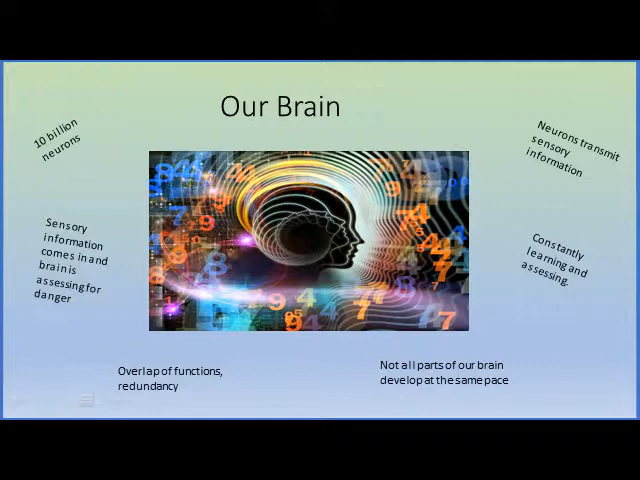 Our Brain
10 billion
neurons
Neurons transmit
sensory
information
Sensory
information
comes in and
brain is
assessing for
danger
Constantly
learning and
assessing.
Overlap of functions,
redundancy
Not all parts of our brain
develop at the same pace